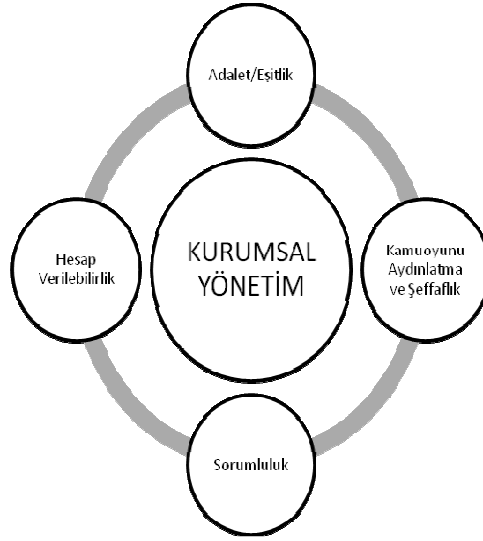 Adalet/Eşitlik
Hesap
Verilebilirlik
KURUMSAL
YÖNETİM
Kamuoyunu
Aydınlatma
ve Şeffaflık
Sorumluluk